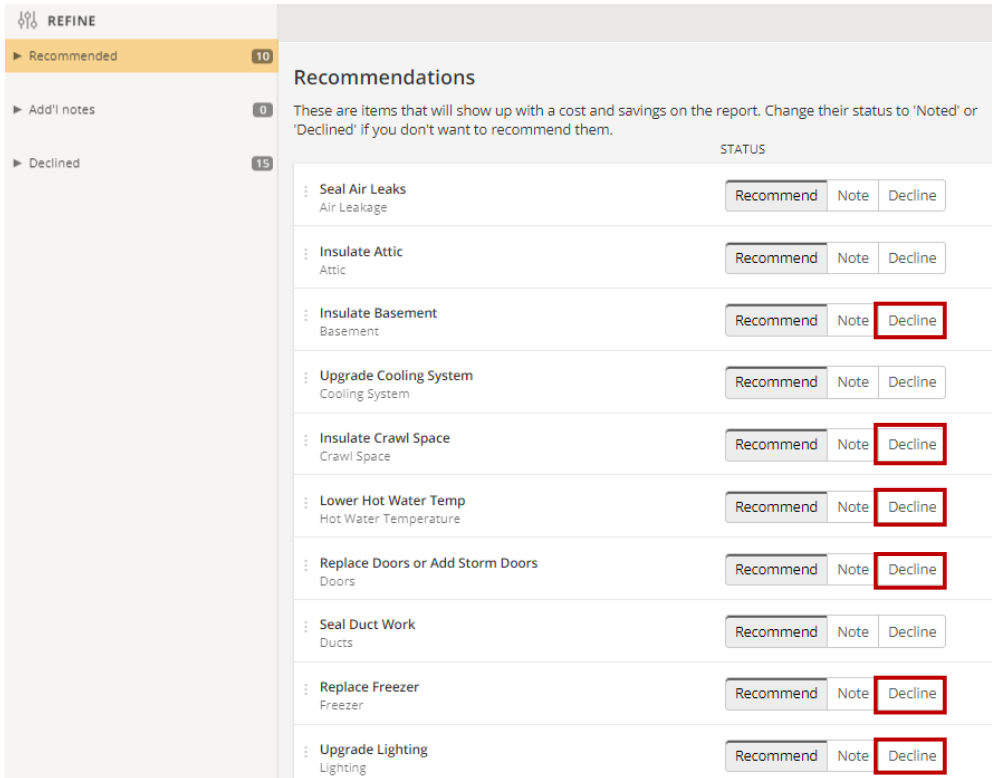 REFINE
Recommended 10
Add'l notes 0
Declined 15
Recommendations
These are items that will show up with a cost and savings on the report. Change their status to 'Noted' or
'Declined' if you don't want to recommend them.
STATUS
Seal Air Leaks
Air Leakage
Recommend Note Decline
Insulate Attic
Attic
Recommend Note Decline
Insulate Basement
Basement
Recommend Note Decline
Upgrade Cooling System
Cooling System
Recommend Note Decline
Insulate Crawl Space
Crawl Space
Recommend Note Decline
Lower Hot Water Temp
Hot Water Temperature
Recommend Note Decline
Replace Doors or Add Storm Doors
Doors
Recommend Note Decline
Seal Duct Work
Ducts
Recommend Note Decline
Replace Freezer
Freezer
Recommend Note Decline
Upgrade Lighting
Lighting
Recommend Note Decline